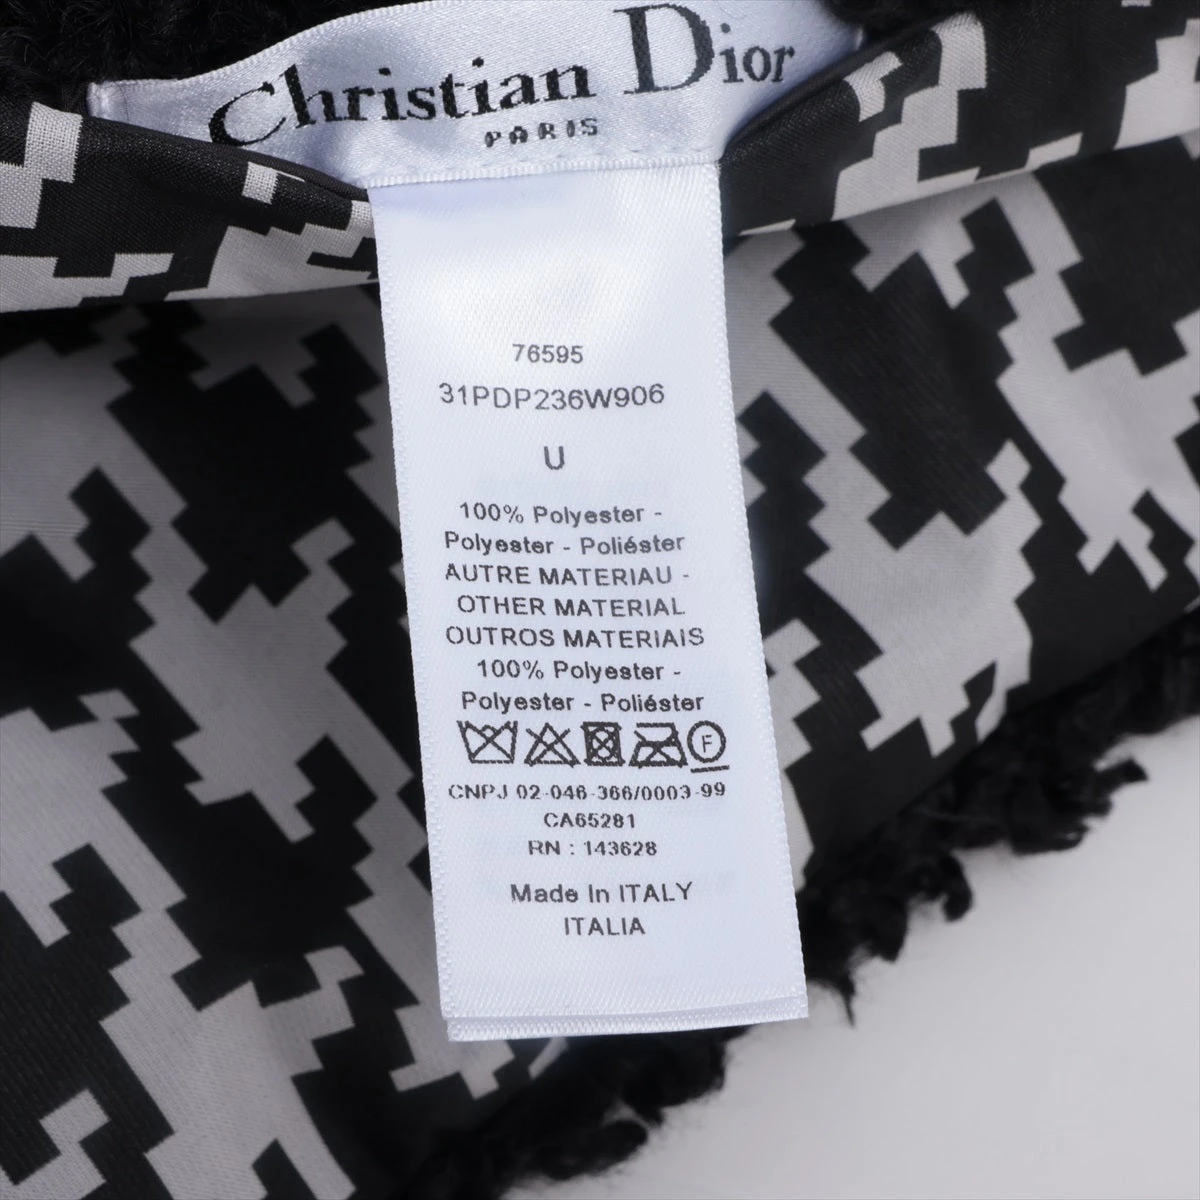 Christian Dior
PARIS
76595
31PDP236W906
U
100% Polyester -
Polyester - Poliéster
AUTRE MATERIAU -
OTHER MATERIAL
OUTROS MATERIAIS
100% Polyester -
Polyester - Poliéster
F
CNPJ 02-046-366/0003-99
CA65281
RN : 143628
Made In ITALY
ITALIA